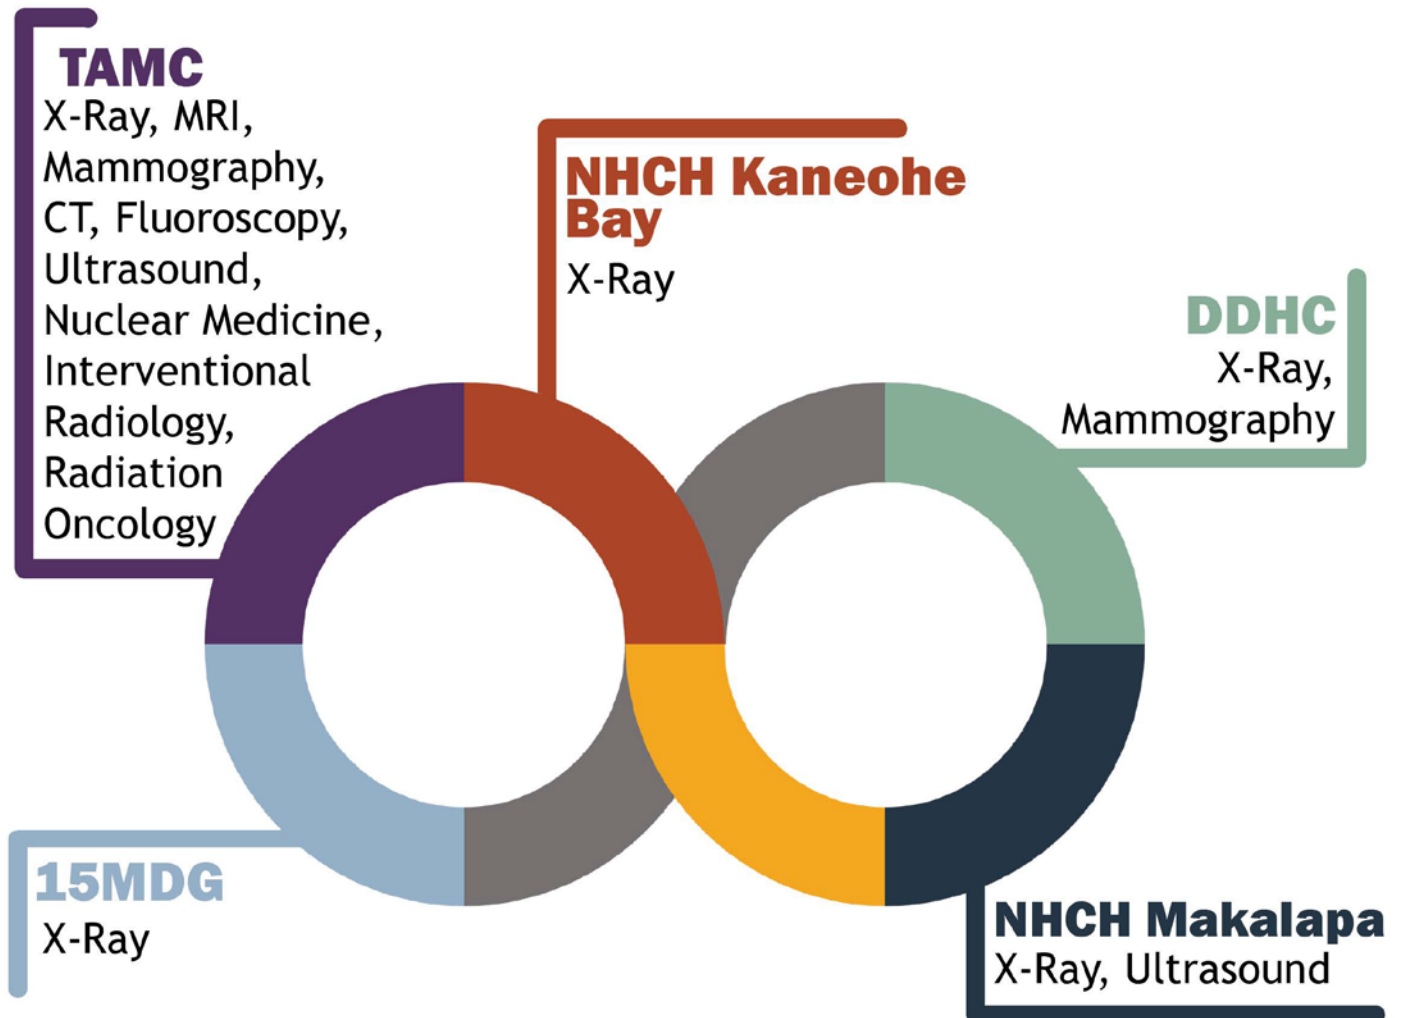 TAMC
X-Ray, MRI,
Mammography,
CT, Fluoroscopy,
Ultrasound,
Nuclear Medicine,
Interventional
Radiology,
Radiation
Oncology
NHCH Kaneohe
Bay
X-Ray
DDHC
X-Ray,
Mammography
15MDG
X-Ray
NHCH Makalapa
X-Ray, Ultrasound